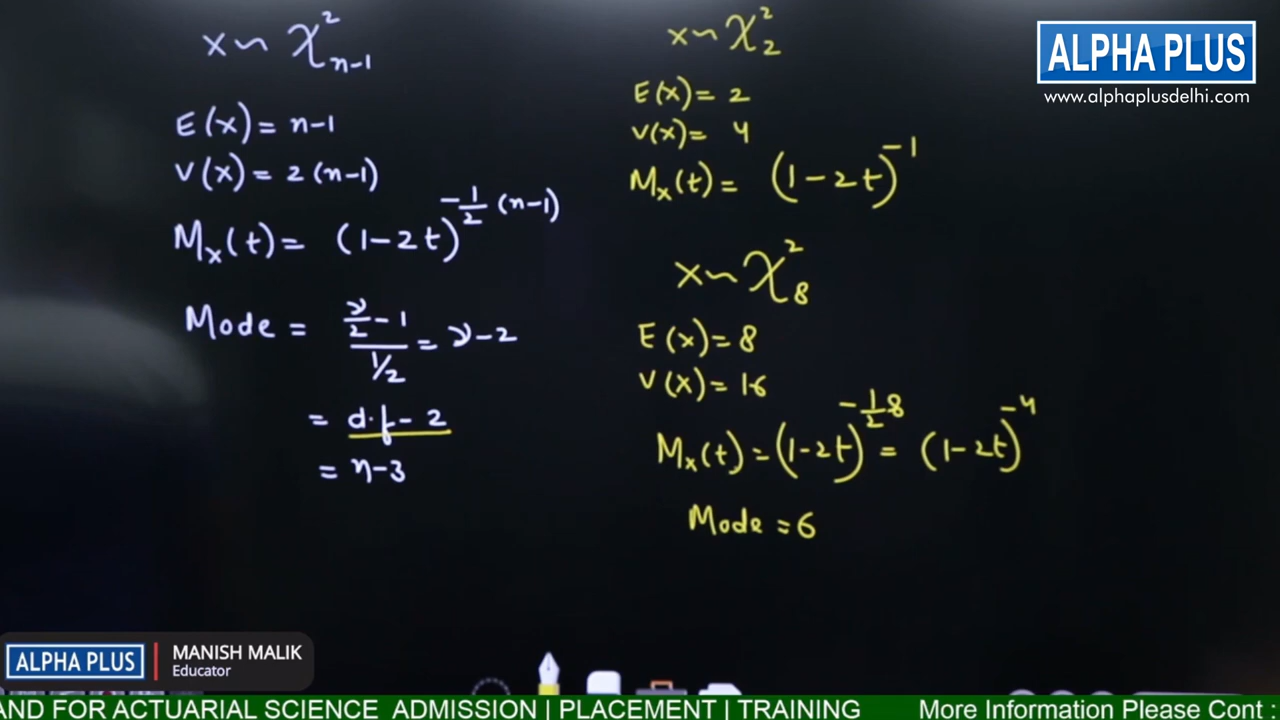 x ~ χ²ₙ₋₁
E(x) = n-1
V(x) = 2(n-1)
Mₓ(t) = (1-2t)^(-1/2 (n-1))
Mode = (ν/2 - 1)/(1/2) = ν-2
= d.f - 2
= n-3
x ~ χ²₂
E(x) = 2
V(x) = 4
Mₓ(t) = (1-2t)^(-1)
x ~ χ²₈
E(x) = 8
V(x) = 16
Mₓ(t) = (1-2t)^(-1/2 8) = (1-2t)^(-4)
Mode = 6
ALPHA PLUS
www.alphaplusdelhi.com
ALPHA PLUS
MANISH MALIK
Educator
AND FOR ACTUARIAL SCIENCE ADMISSION | PLACEMENT | TRAINING More Information Please Cont :